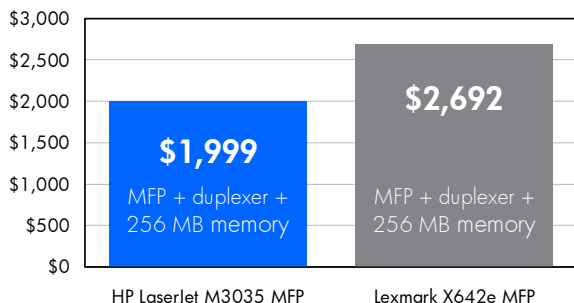 $3,000
$2,500
$2,000
$1,500
$1,000
$500
$0
$1,999
MFP + duplexer +
256 MB memory
$2,692
MFP + duplexer +
256 MB memory
HP LaserJet M3035 MFP
Lexmark X642e MFP